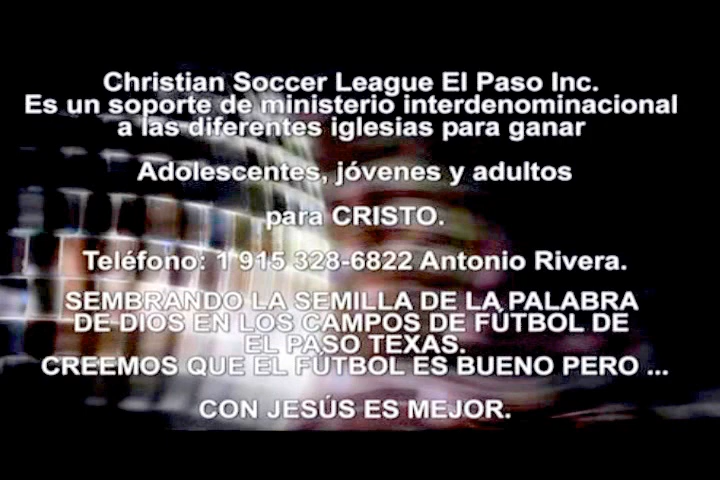 Christian Soccer League El Paso Inc.
Es un soporte de ministerio interdenominacional
a las diferentes iglesias para ganar
Adolescentes, jóvenes y adultos
para CRISTO.
Teléfono: 1 915 328-6822 Antonio Rivera.
SEMBRANDO LA SEMILLA DE LA PALABRA
DE DIOS EN LOS CAMPOS DE FÚTBOL DE
EL PASO TEXAS.
CREEMOS QUE EL FÚTBOL ES BUENO PERO ...
CON JESÚS ES MEJOR.